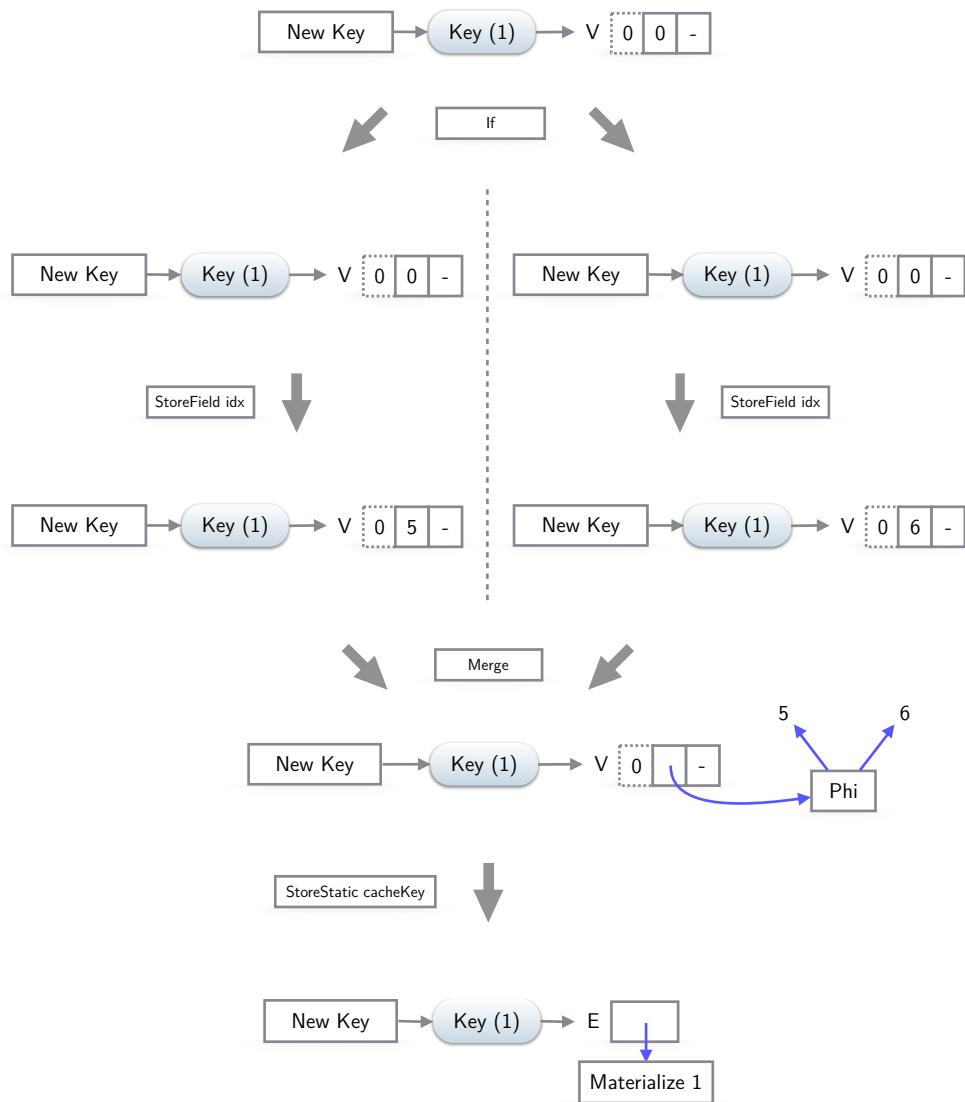 New Key Key (1) V 0 0 -
If
New Key Key (1) V 0 0 - New Key Key (1) V 0 0 -
StoreField idx StoreField idx
New Key Key (1) V 0 5 - New Key Key (1) V 0 6 -
Merge
5 6
New Key Key (1) V 0 - Phi
StoreStatic cacheKey
New Key Key (1) E
Materialize 1